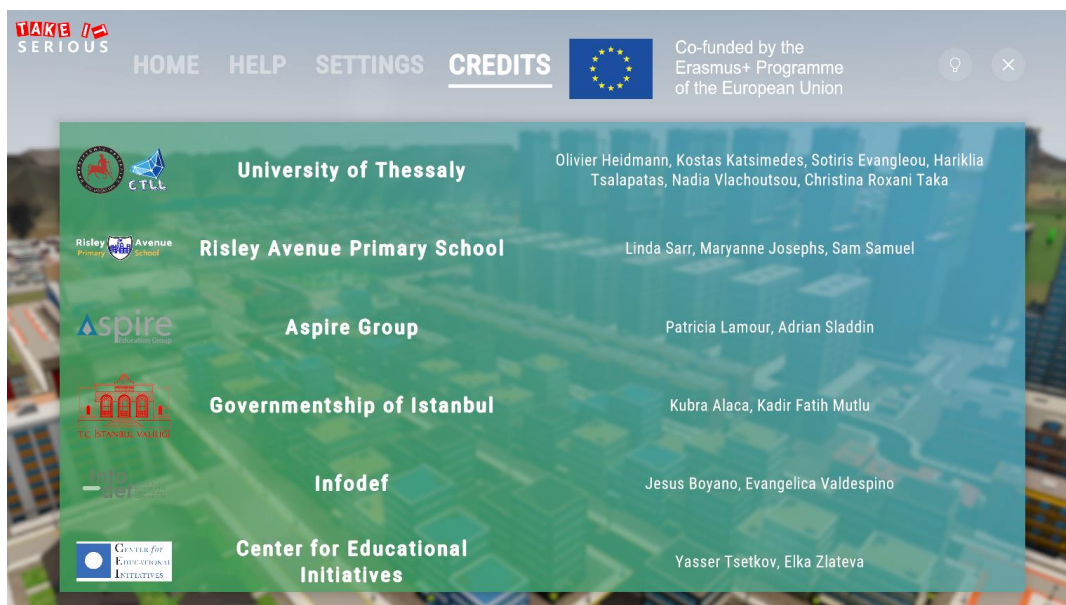 TAKE IT
SERIOUS
HOME HELP SETTINGS CREDITS
Co-funded by the
Erasmus+ Programme
of the European Union
CTLL
University of Thessaly
Olivier Heidmann, Kostas Katsimedes, Sotiris Evangleou, Hariklia
Tsalapatas, Nadia Vlachoutsou, Christina Roxani Taka
Risley Avenue
Primary School
Risley Avenue Primary School
Linda Sarr, Maryanne Josephs, Sam Samuel
Aspire
Education Group
Aspire Group
Patricia Lamour, Adrian Sladdin
T.C. İSTANBUL VALİLİĞİ
Governmentship of Istanbul
Kubra Alaca, Kadir Fatih Mutlu
Info
def
Infodef
Jesus Boyano, Evangelica Valdespino
CENTER for
EDUCATIONAL
INITIATIVES
Center for Educational
Initiatives
Yasser Tsetkov, Elka Zlateva